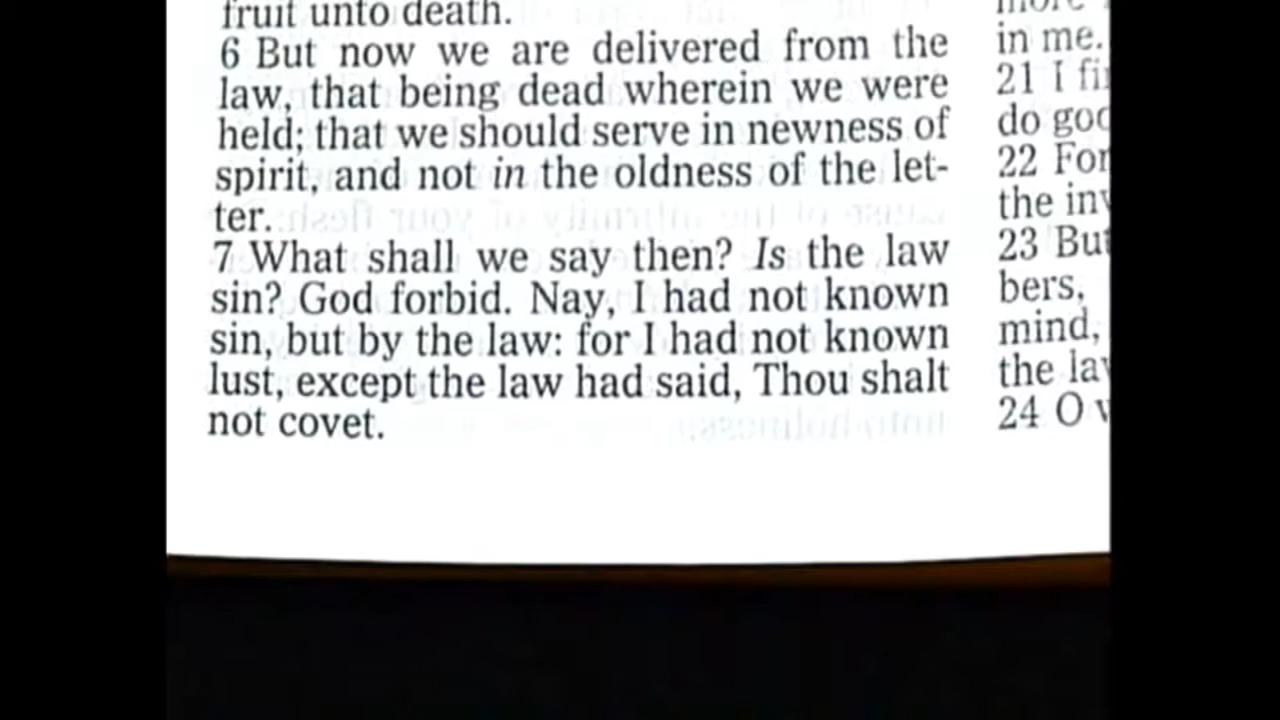 fruit unto death.
6 But now we are delivered from the
law, that being dead wherein we were
held; that we should serve in newness of
spirit, and not in the oldness of the let-
ter.
7 What shall we say then? Is the law
sin? God forbid. Nay, I had not known
sin, but by the law: for I had not known
lust, except the law had said, Thou shalt
not covet.
in me.
21 I
do
22 For
the
23 But
bers,
mind,
the
24 O